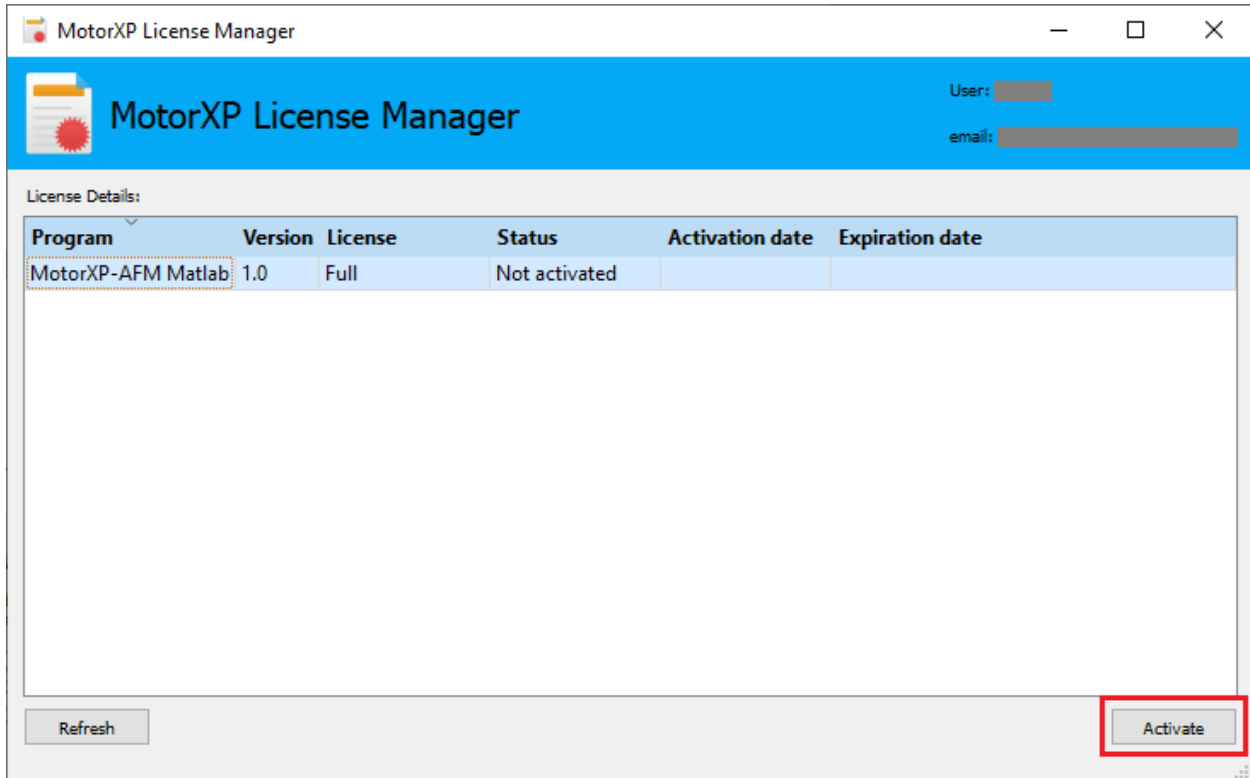 MotorXP License Manager
MotorXP License Manager
User:
email:
License Details:
Program Version License Status Activation date Expiration date
MotorXP-AFM Matlab 1.0 Full Not activated
Refresh Activate